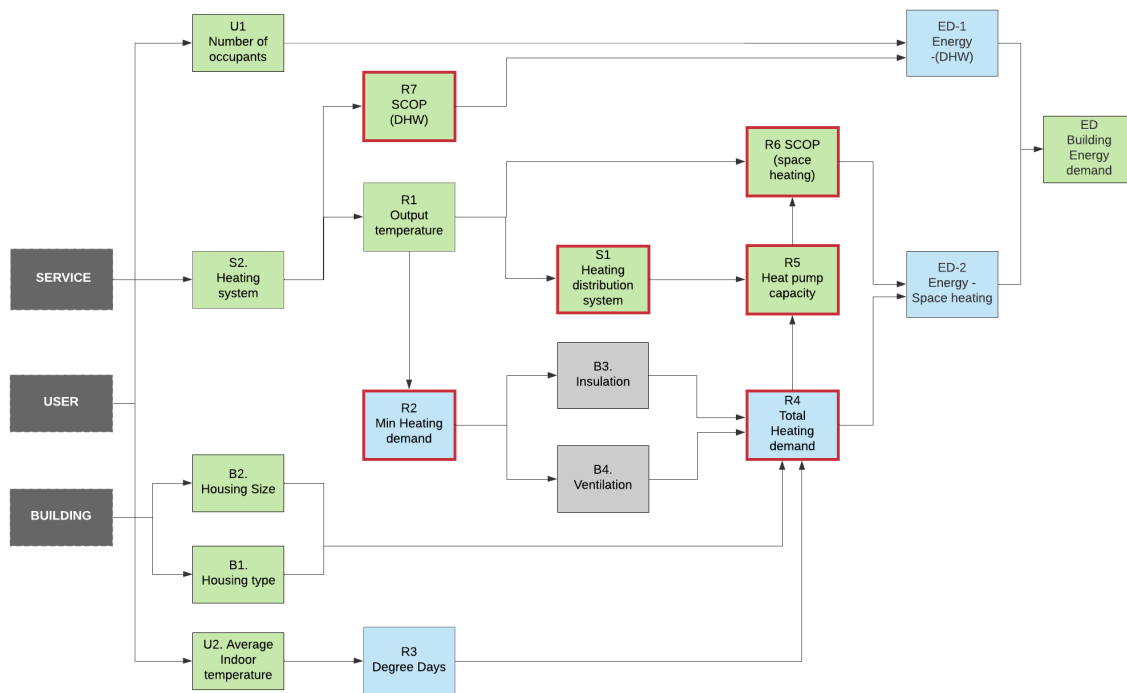 U1
Number of
occupants
ED-1
Energy
-(DHW)
R7
SCOP
(DHW)
ED
Building
Energy
demand
R6 SCOP
(space
heating)
R1
Output
temperature
SERVICE
S2.
Heating
system
S1
Heating
distribution
system
R5
Heat pump
capacity
ED-2
Energy -
Space heating
B3.
Insulation
USER
R2
Min Heating
demand
R4
Total
Heating
demand
B4.
Ventilation
B2.
Housing Size
BUILDING
B1.
Housing type
U2. Average
Indoor
temperature
R3
Degree Days